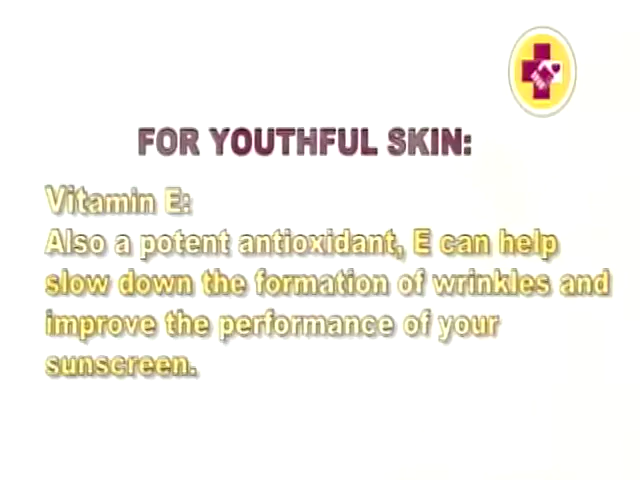 FOR YOUTHFUL SKIN:
Vitamin E:
Also a potent antioxidant, E can help
slow down the formation of wrinkles and
improve the performance of your
sunscreen.